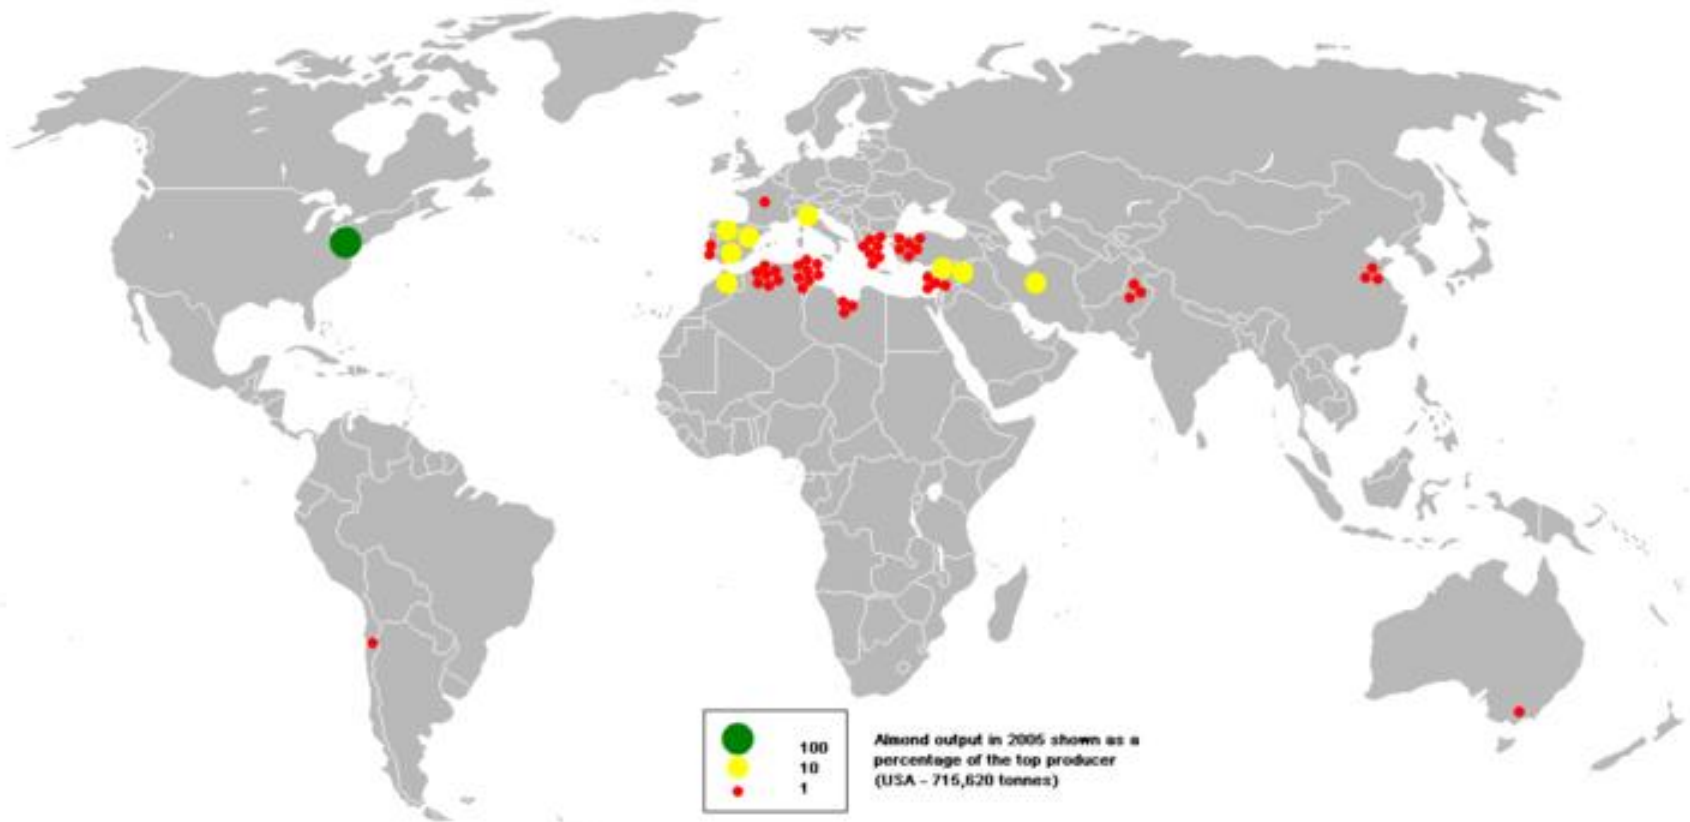 100
10
1
Almond output in 2005 shown as a
percentage of the top producer
(USA - 715,620 tonnes)